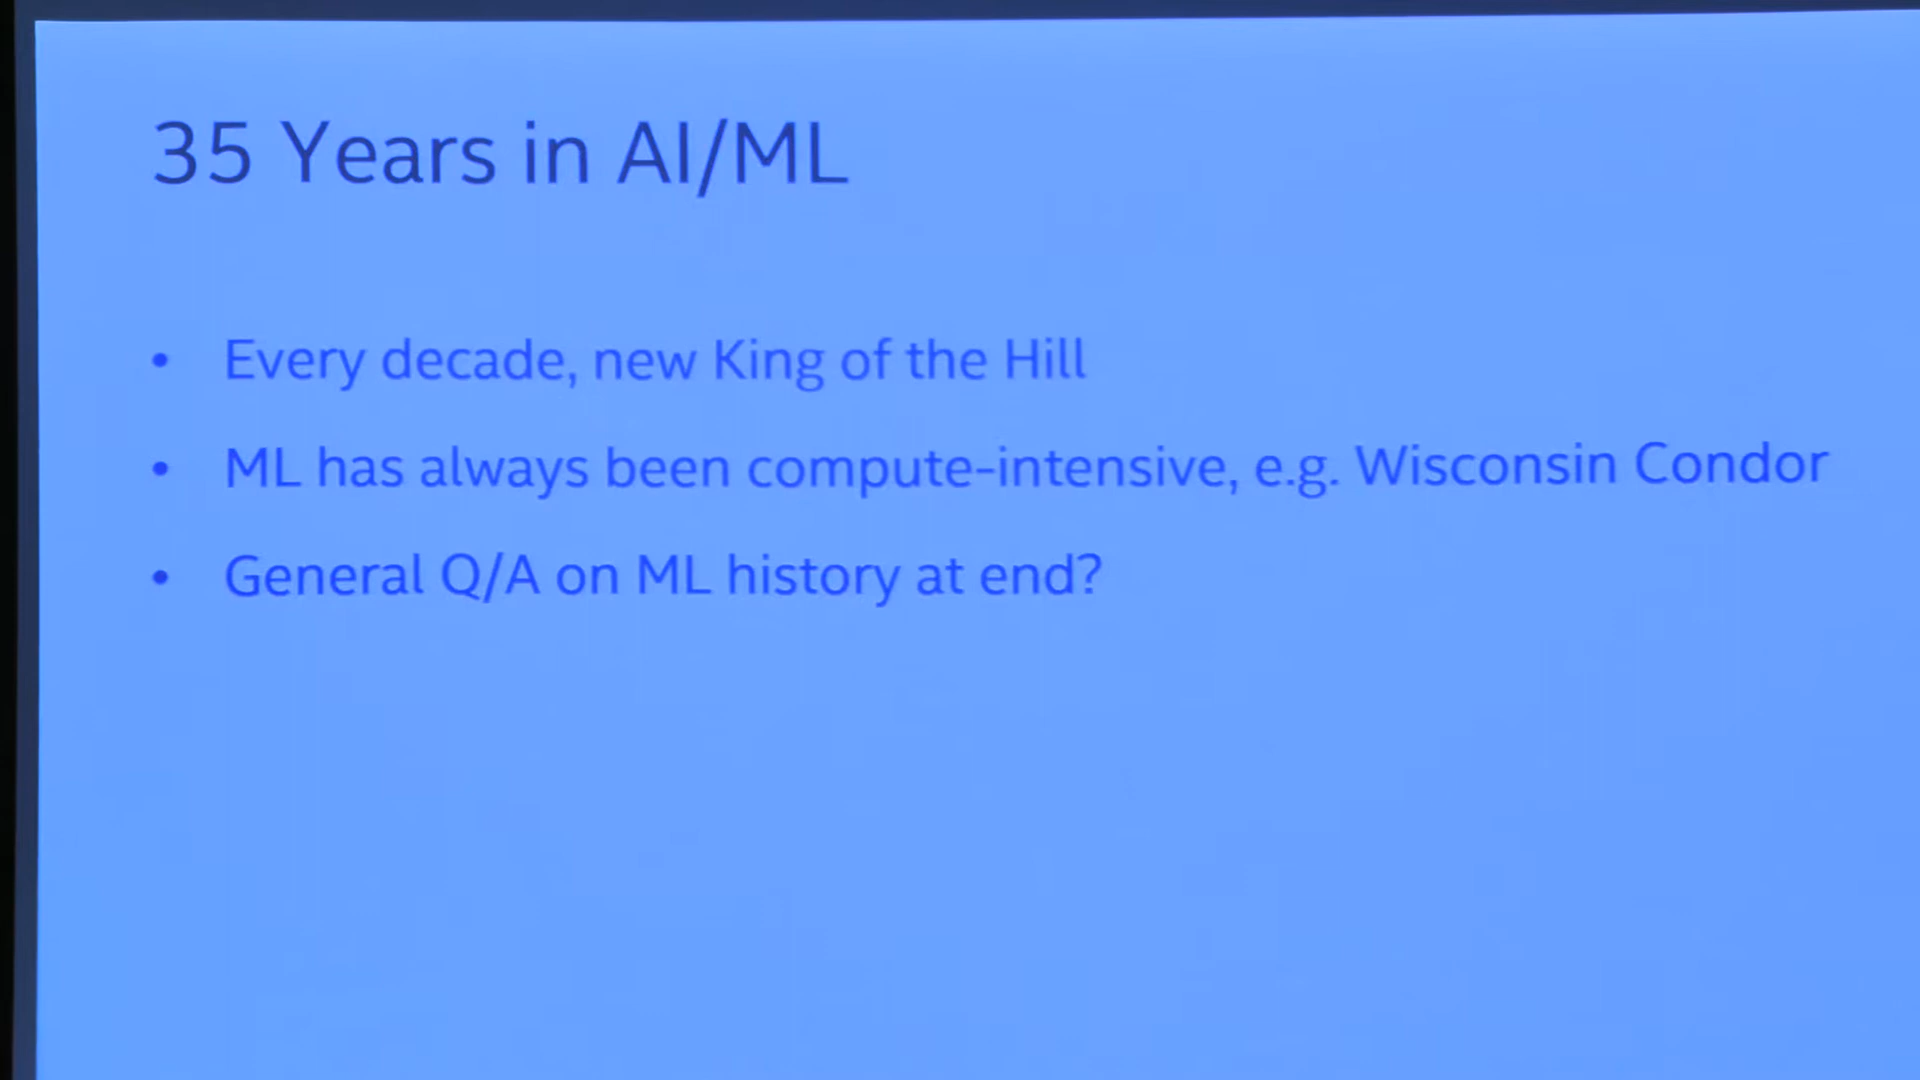 35 Years in AI/ML
• Every decade, new King of the Hill
• ML has always been compute-intensive, e.g. Wisconsin Condor
• General Q/A on ML history at end?